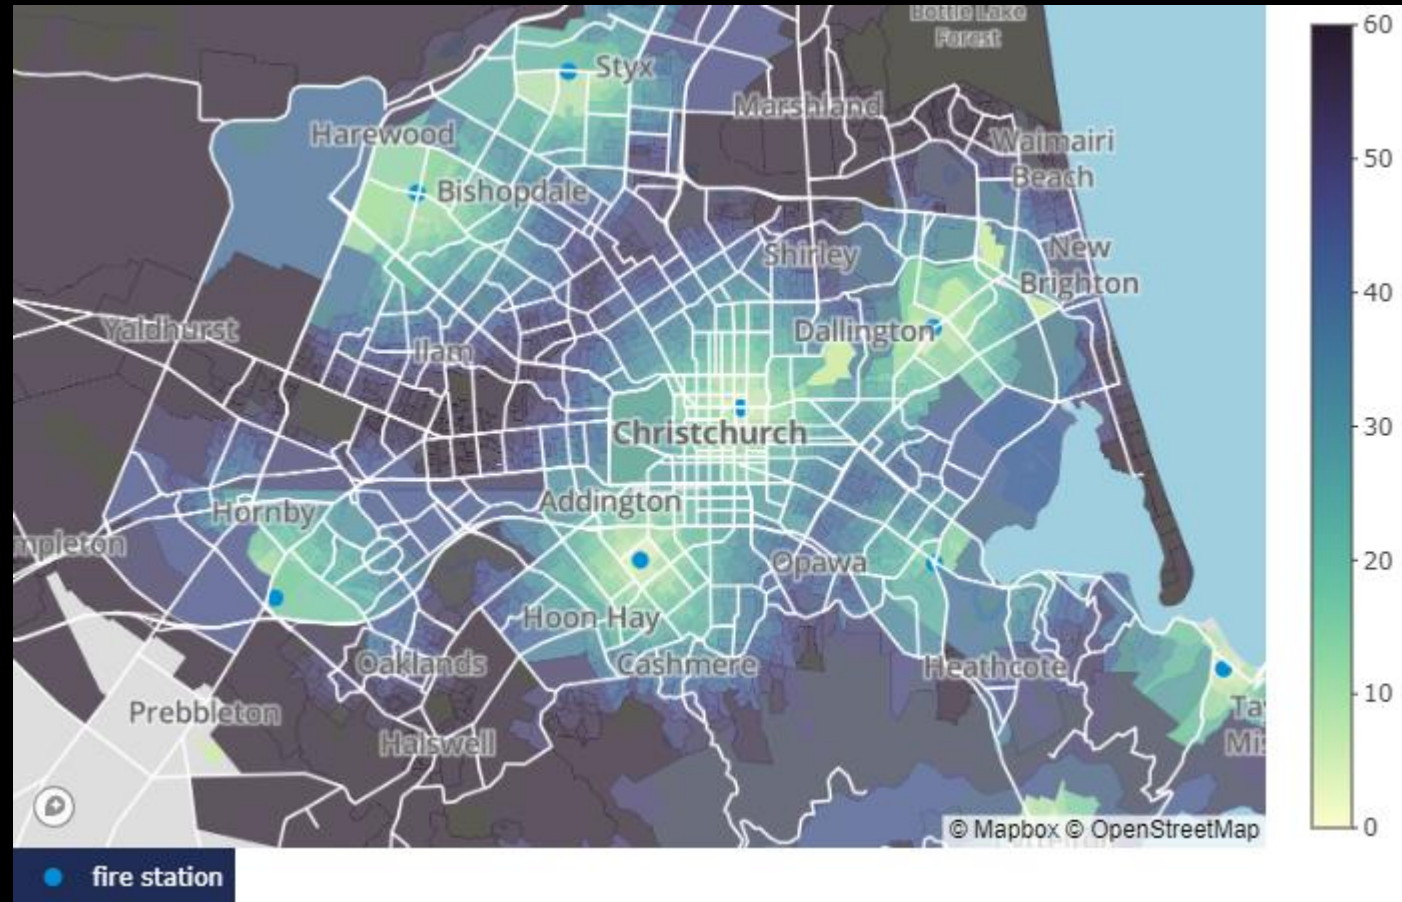 Bottle Lake
Forest
60
Styx
Marshland
Harewood
Waimairi
Beach
50
Bishopdale
Shirley
New
Brighton
40
Yaldhurst
Dallington
Ilam
30
Christchurch
Addington
Hornby
mpleton
Opawa
20
Hoon Hay
Oaklands
Cashmere
Heathcote
10
Prebbleton
Ta
Mis
Halswell
0
© Mapbox © OpenStreetMap
fire station